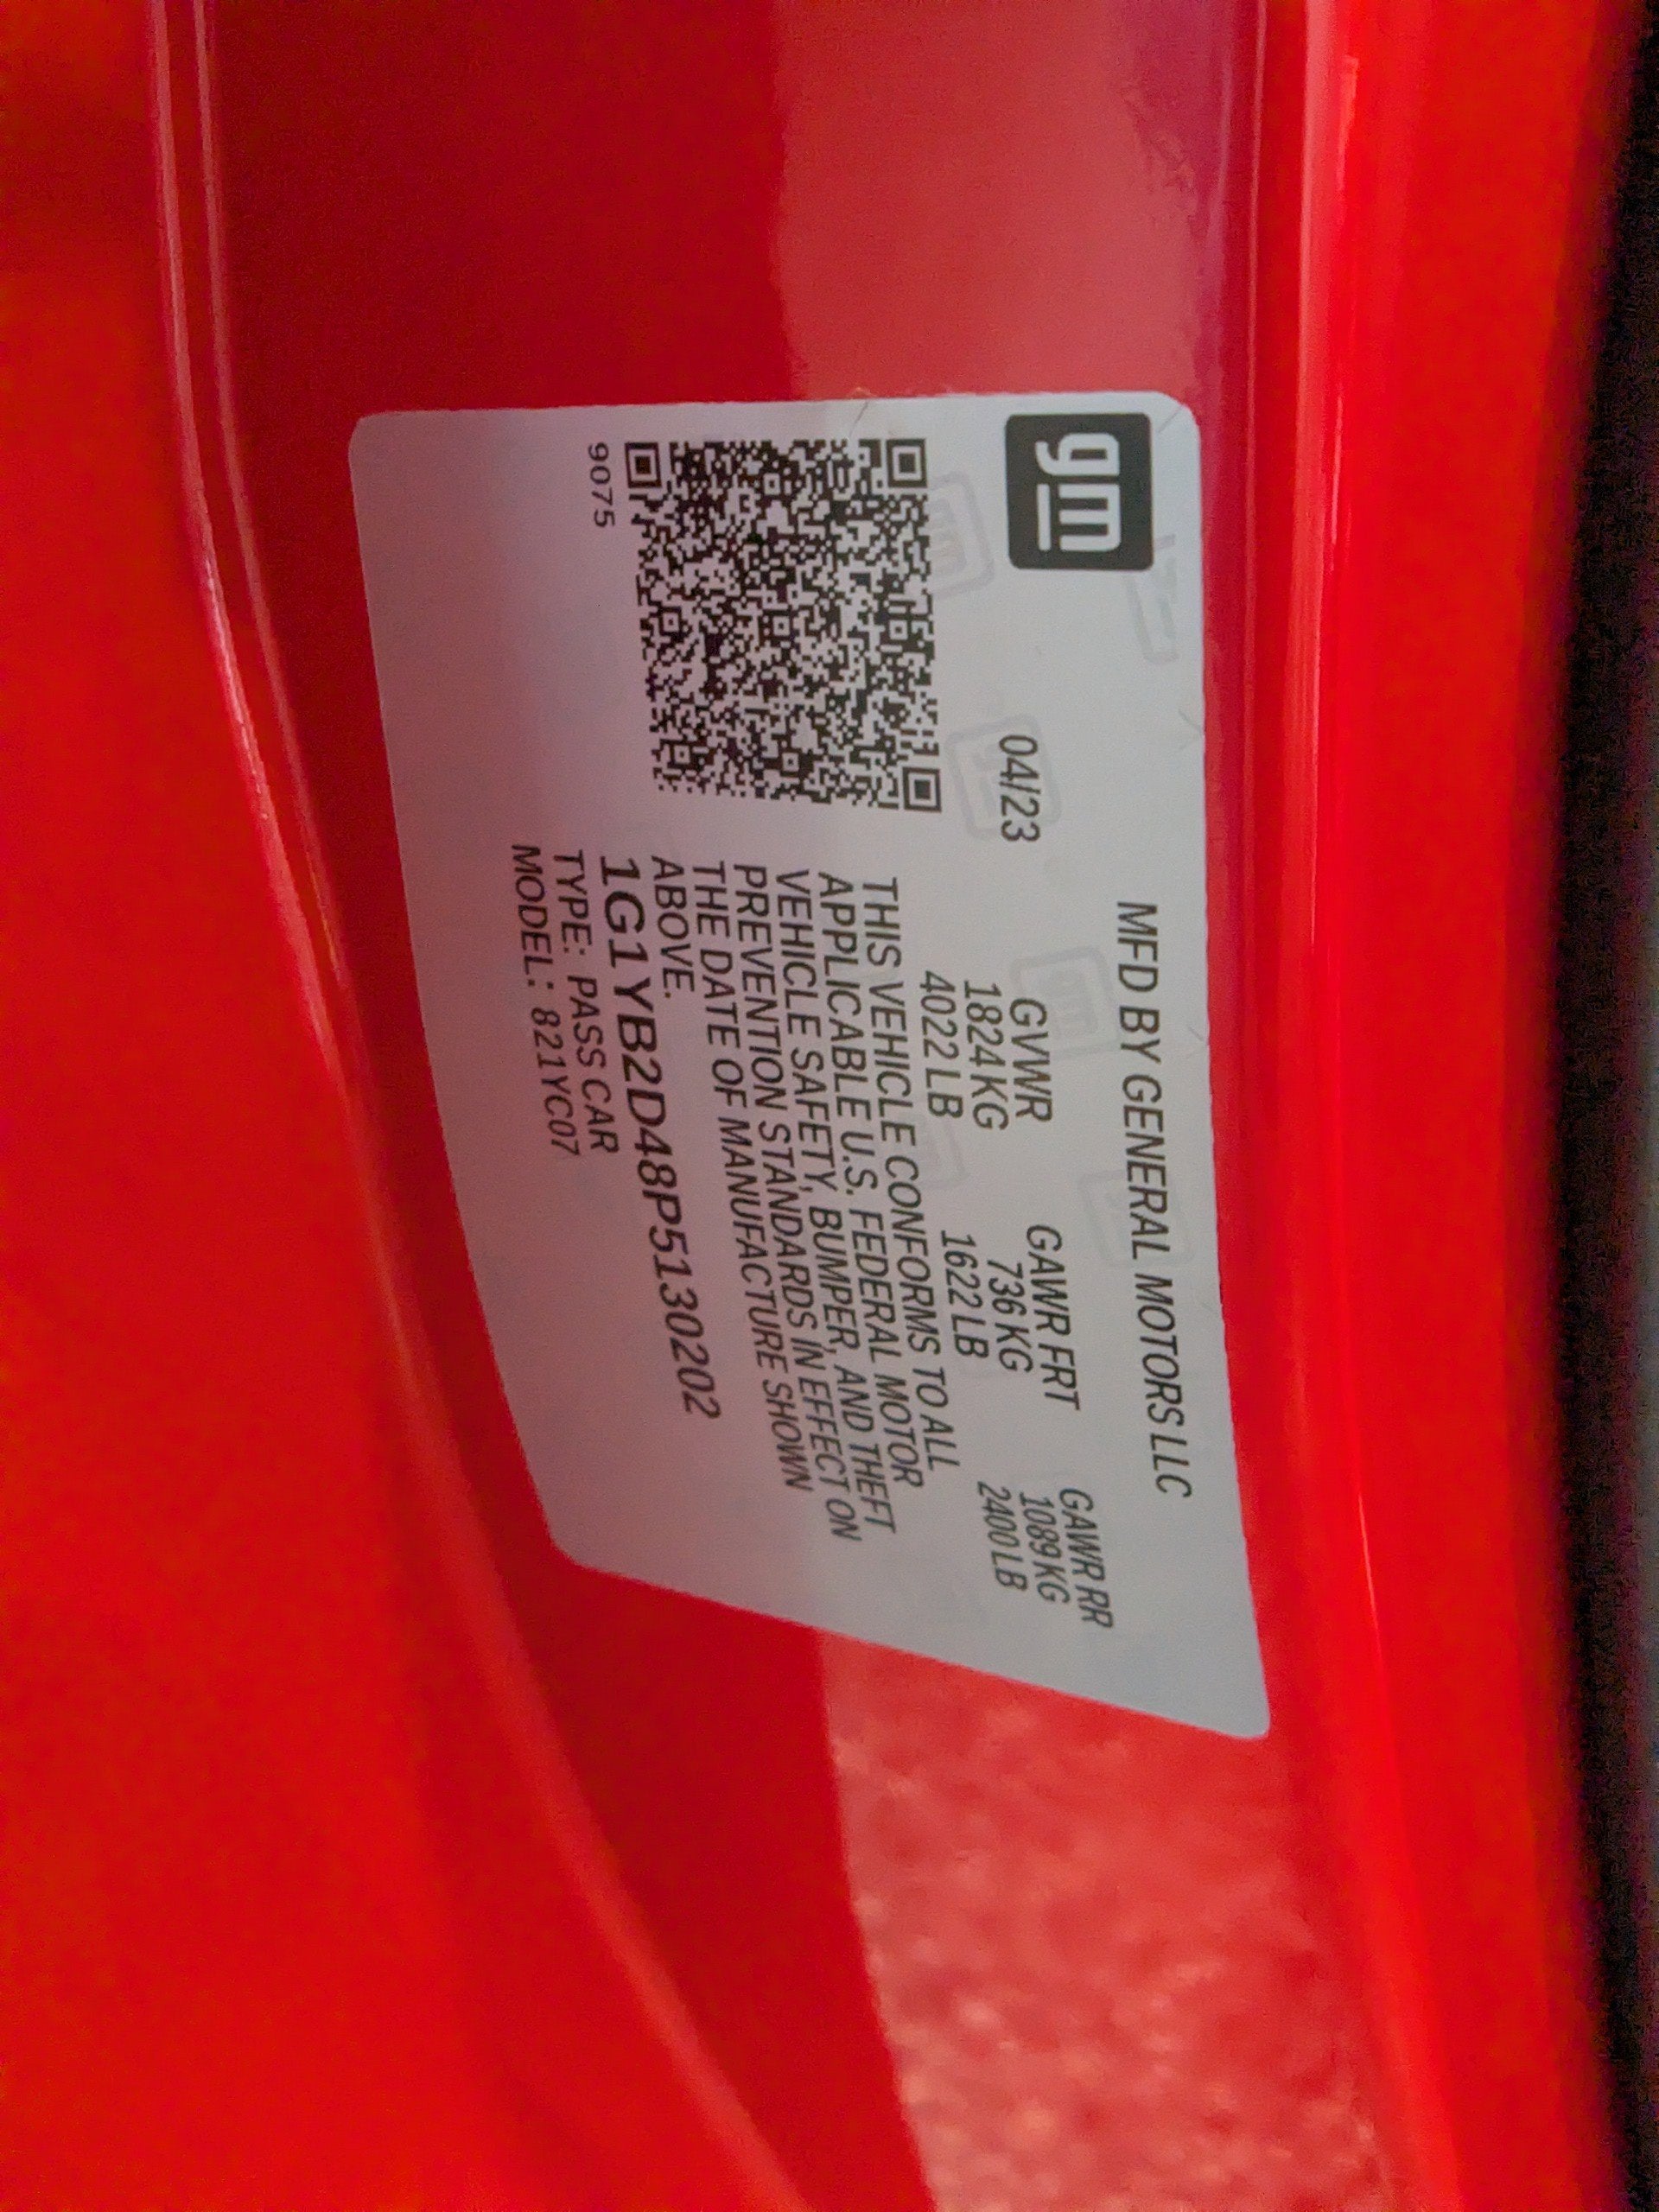 gm
MFD BY GENERAL MOTORS LLC
04/23
GVWR GAWR FRT GAWR RR
1824 KG 736 KG 1089 KG
4022 LB 1622 LB 2400 LB
THIS VEHICLE CONFORMS TO ALL
APPLICABLE U.S. FEDERAL MOTOR
VEHICLE SAFETY, BUMPER, AND THEFT
PREVENTION STANDARDS IN EFFECT ON
THE DATE OF MANUFACTURE SHOWN
ABOVE.
1G1YB2D48P5130202
TYPE: PASS CAR
MODEL: 821YC07
9075